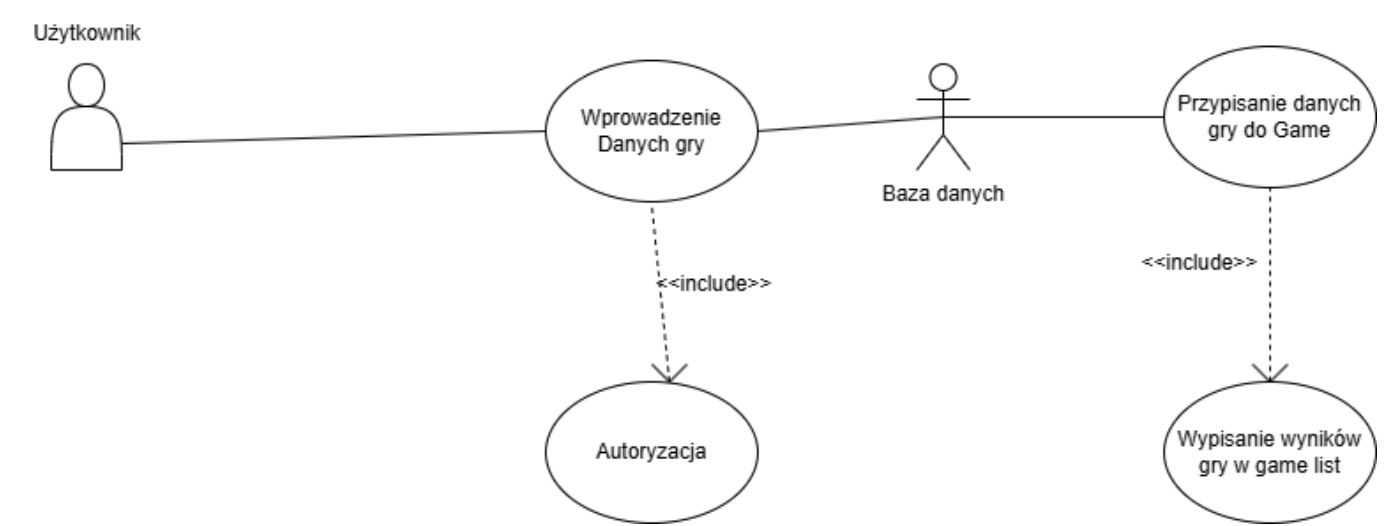 Użytkownik
Wprowadzenie
Danych gry
Baza danych
Przypisanie danych
gry do Game
<<include>>
<<include>>
Autoryzacja
Wypisanie wyników
gry w game list